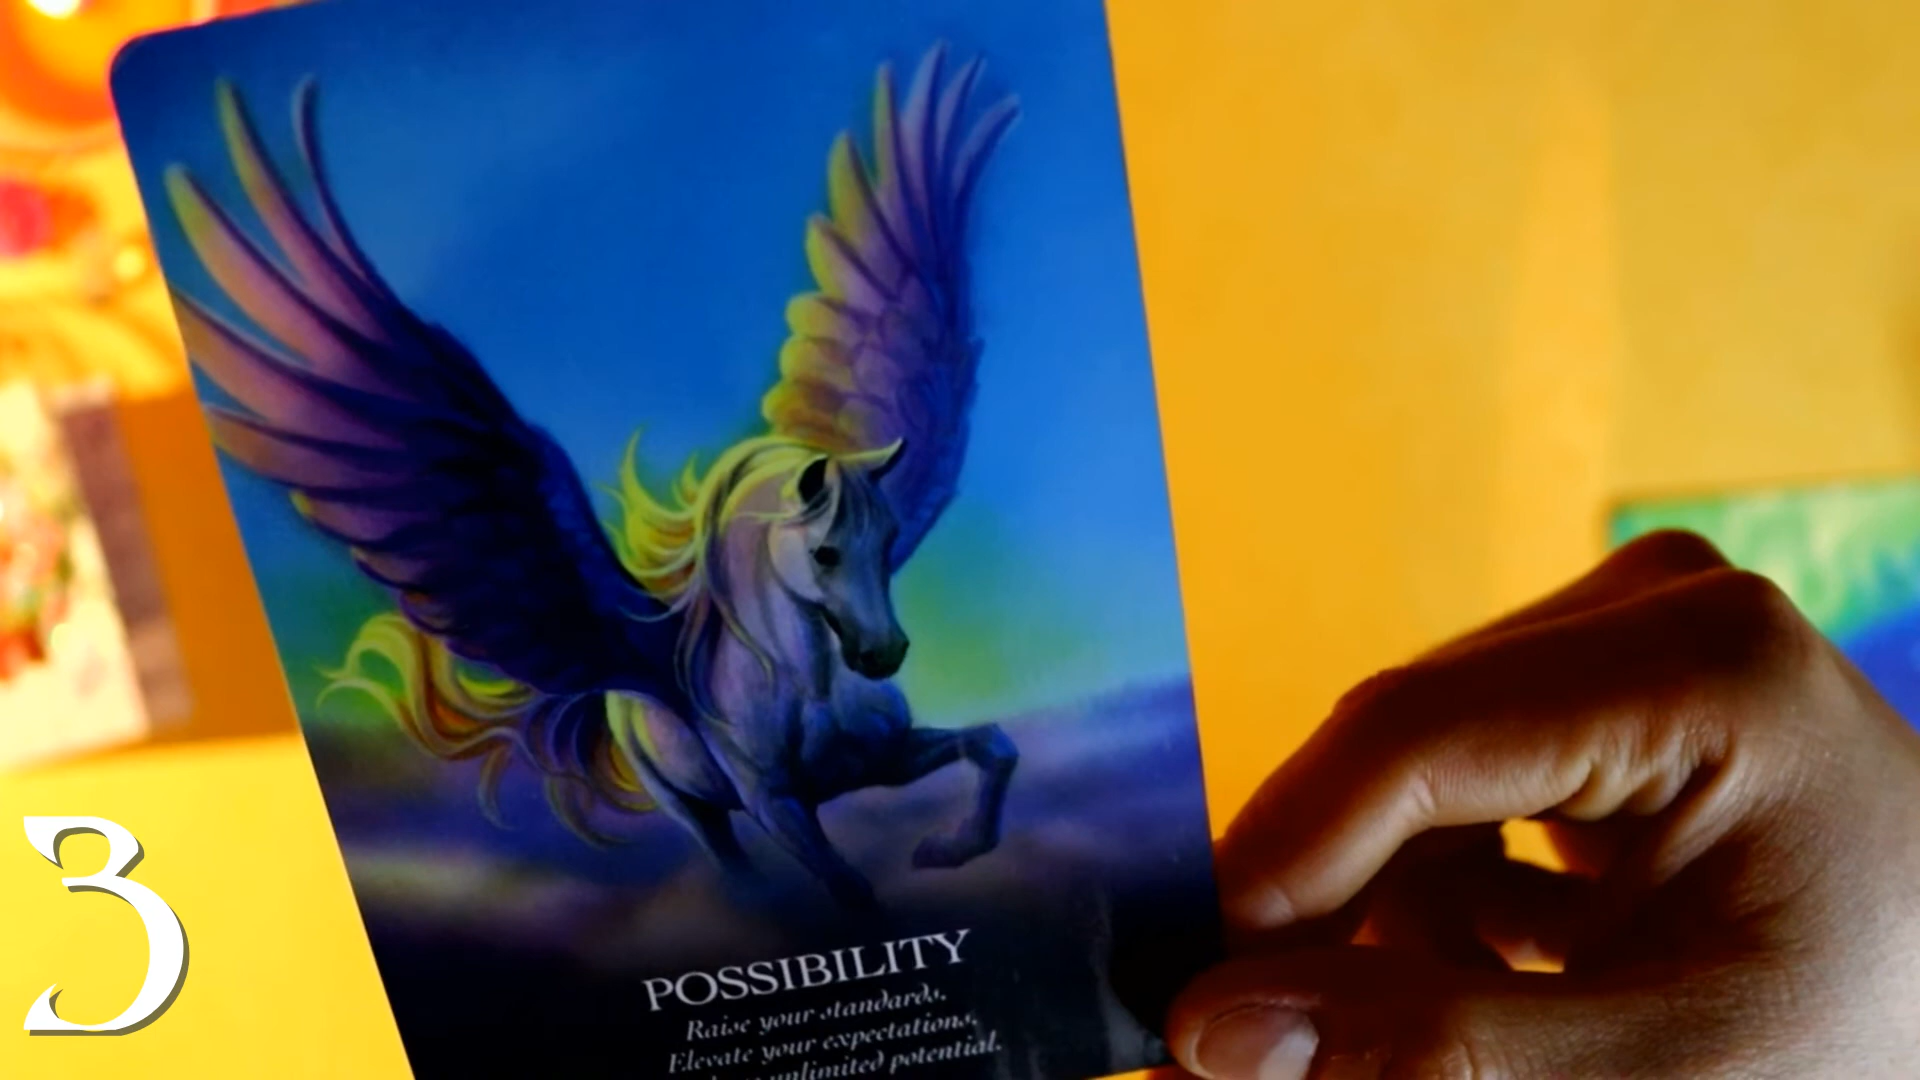 POSSIBILITY
Raise your standards.
Elevate your expectations.
unlimited potential.
3